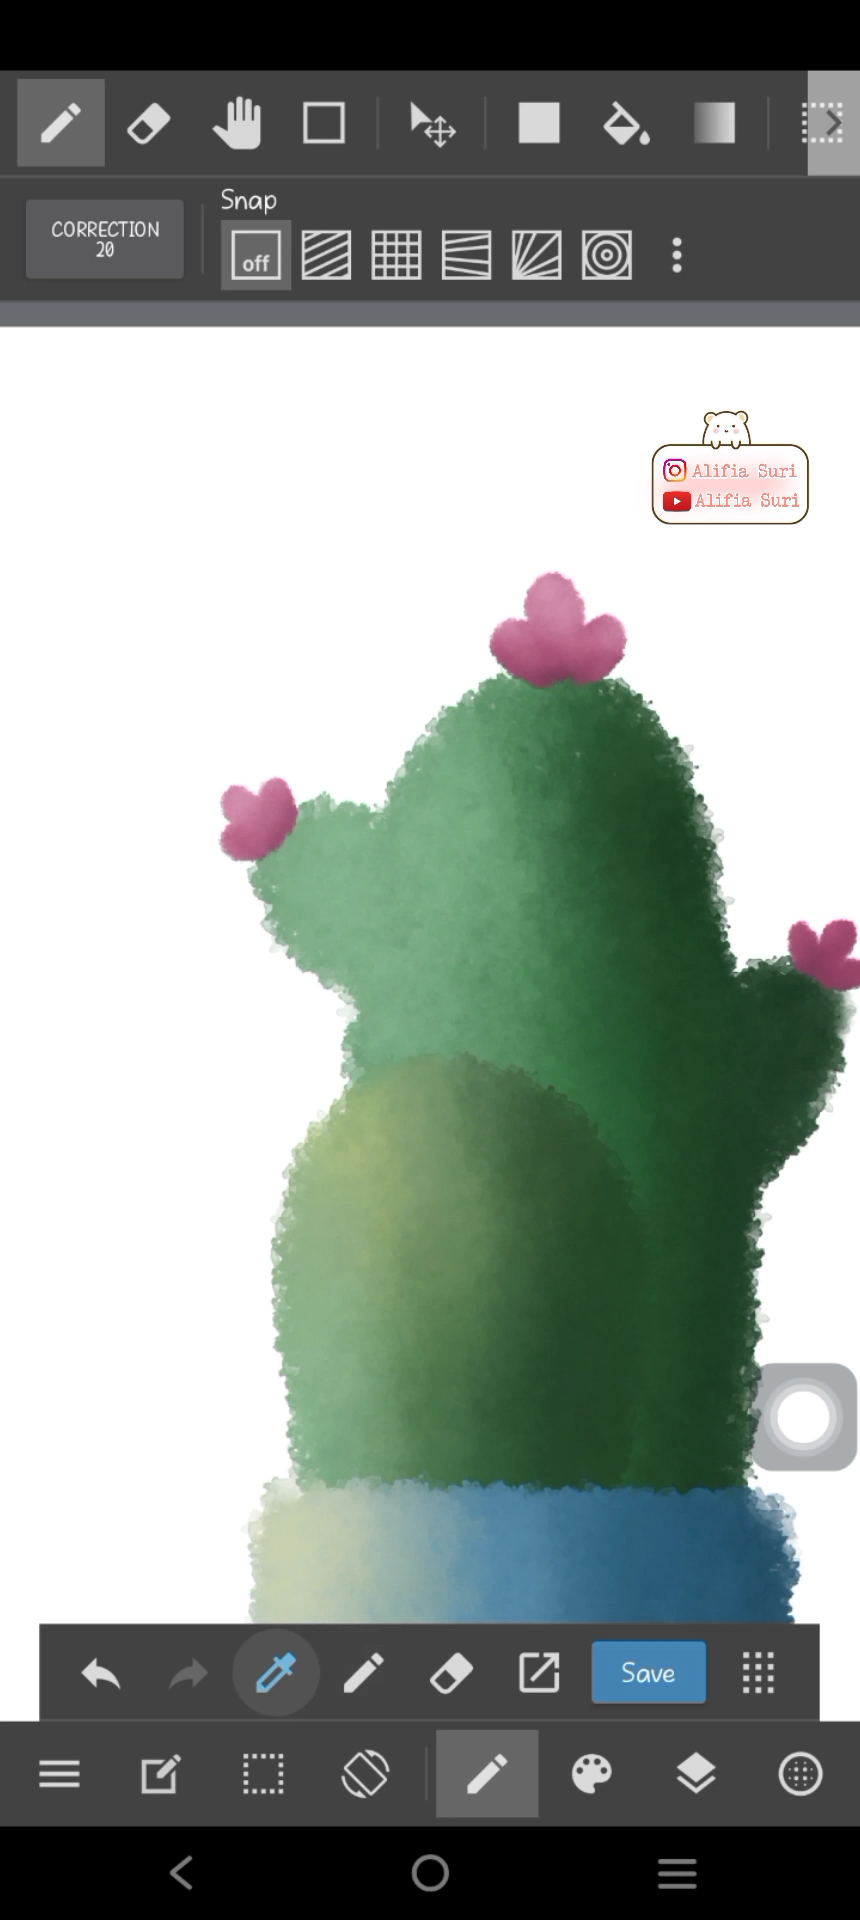 CORRECTION
20
Snap
off
Alifia Suri
Alifia Suri
Save